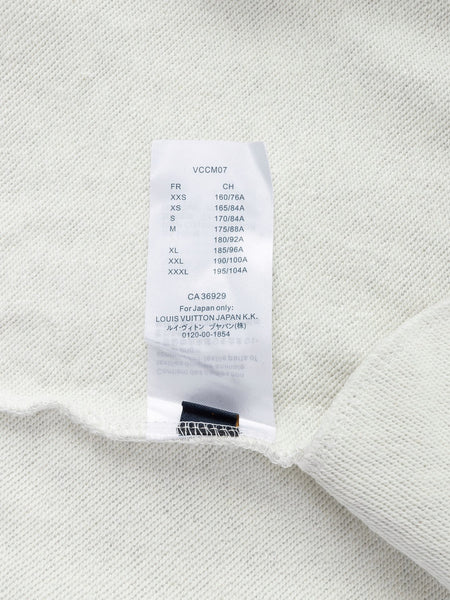 VCCM07
FR CH
XXS 160/76A
XS 165/84A
S 170/84A
M 175/88A
180/92A
XL 185/96A
XXL 190/100A
XXXL 195/104A
CA36929
For Japan only:
LOUIS VUITTON JAPAN K.K.
ルイ・ヴィトン ブヤパン(株)
0120-00-1854